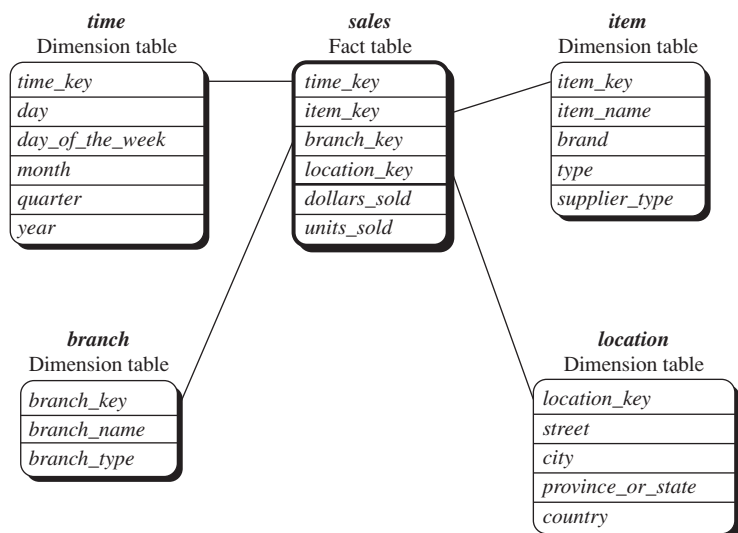 time
Dimension table
time_key
day
day_of_the_week
month
quarter
year
sales
Fact table
time_key
item_key
branch_key
location_key
dollars_sold
units_sold
item
Dimension table
item_key
item_name
brand
type
supplier_type
branch
Dimension table
branch_key
branch_name
branch_type
location
Dimension table
location_key
street
city
province_or_state
country